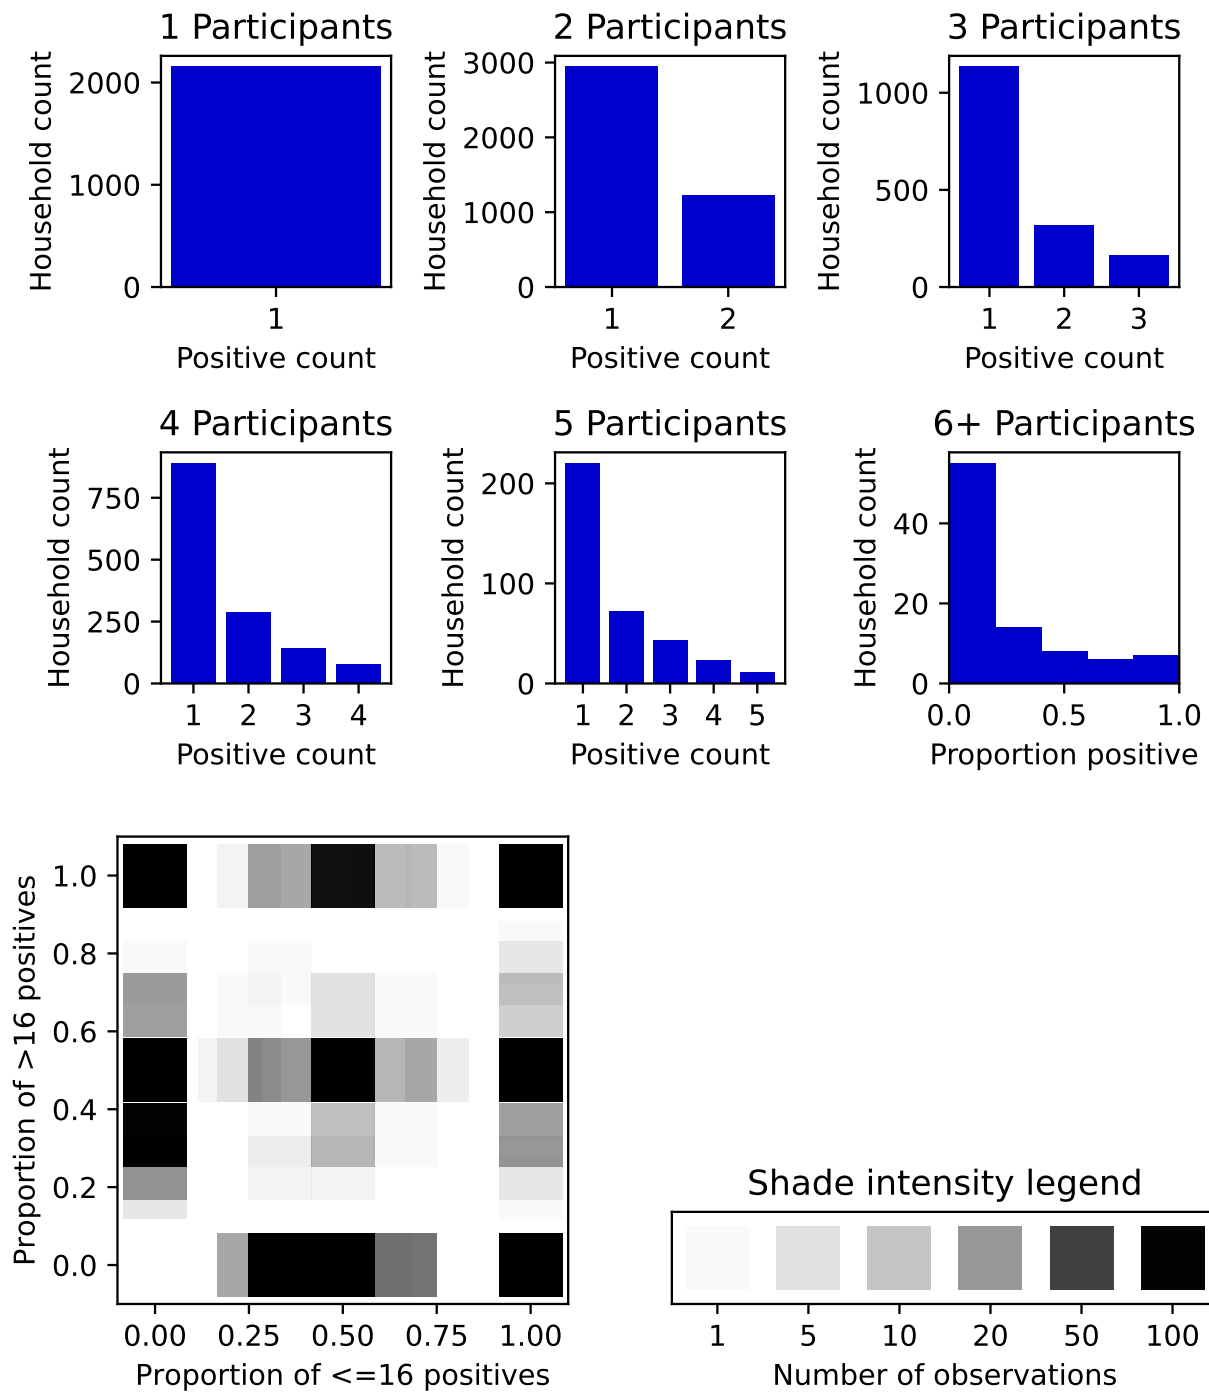 1 Participants
2 Participants
3 Participants
Household count
2000
1000
0
1
Positive count
Household count
3000
2000
1000
0
1 2
Positive count
Household count
1000
500
0
1 2 3
Positive count
4 Participants
5 Participants
6+ Participants
Household count
750
500
250
0
1 2 3 4
Positive count
Household count
200
100
0
1 2 3 4 5
Positive count
Household count
40
20
0
0.0 0.5 1.0
Proportion positive
Proportion of >16 positives
1.0
0.8
0.6
0.4
0.2
0.0
0.00 0.25 0.50 0.75 1.00
Proportion of <=16 positives
Shade intensity legend
1 5 10 20 50 100
Number of observations